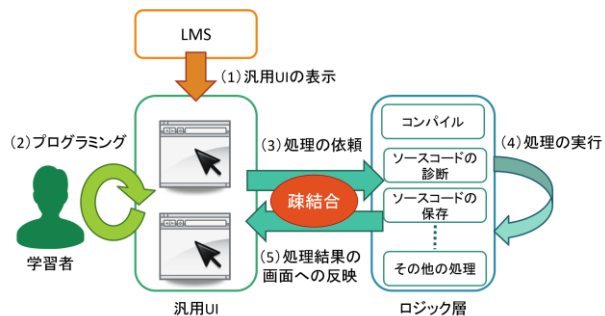 LMS
(1)汎用UIの表示
(2)プログラミング
学習者
汎用UI
(3)処理の依頼
疎結合
(5)処理結果の
画面への反映
コンパイル
ソースコードの
診断
ソースコードの
保存
その他の処理
ロジック層
(4)処理の実行